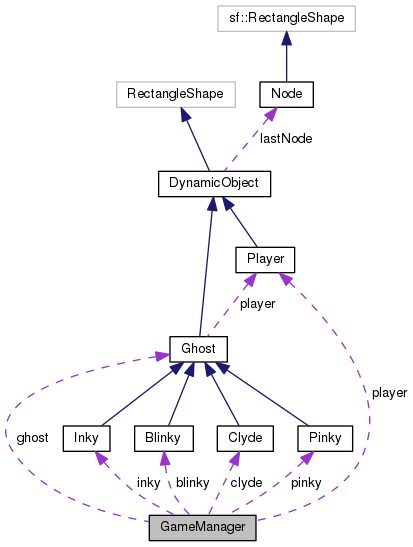 sf::RectangleShape
RectangleShape
Node
lastNode
DynamicObject
Player
player
Ghost
player
ghost
Inky
Blinky
Clyde
Pinky
inky
blinky
clyde
pinky
GameManager